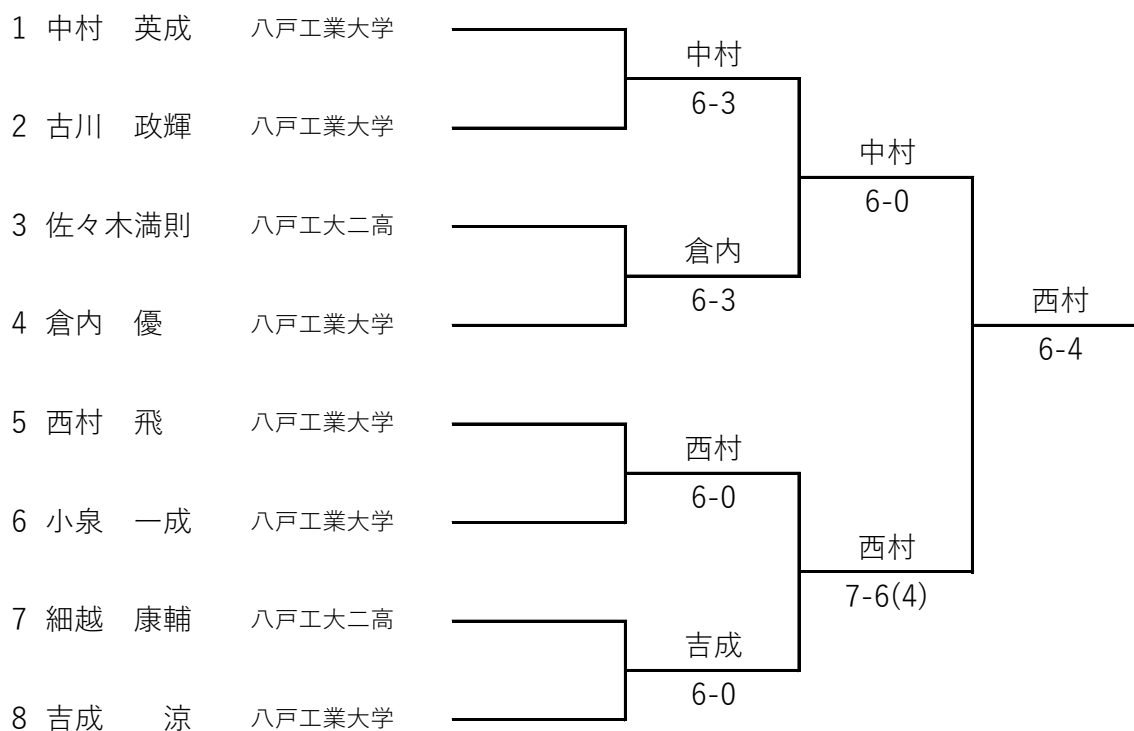 1 中村　英成 八戸工業大学
中村
6-3
2 古川　政輝 八戸工業大学
中村
6-0
3 佐々木満則 八戸工大二高
倉内
6-3
4 倉内　優 八戸工業大学
西村
6-4
5 西村　飛 八戸工業大学
西村
6-0
6 小泉　一成 八戸工業大学
西村
7-6(4)
7 細越　康輔 八戸工大二高
吉成
6-0
8 吉成　　涼 八戸工業大学